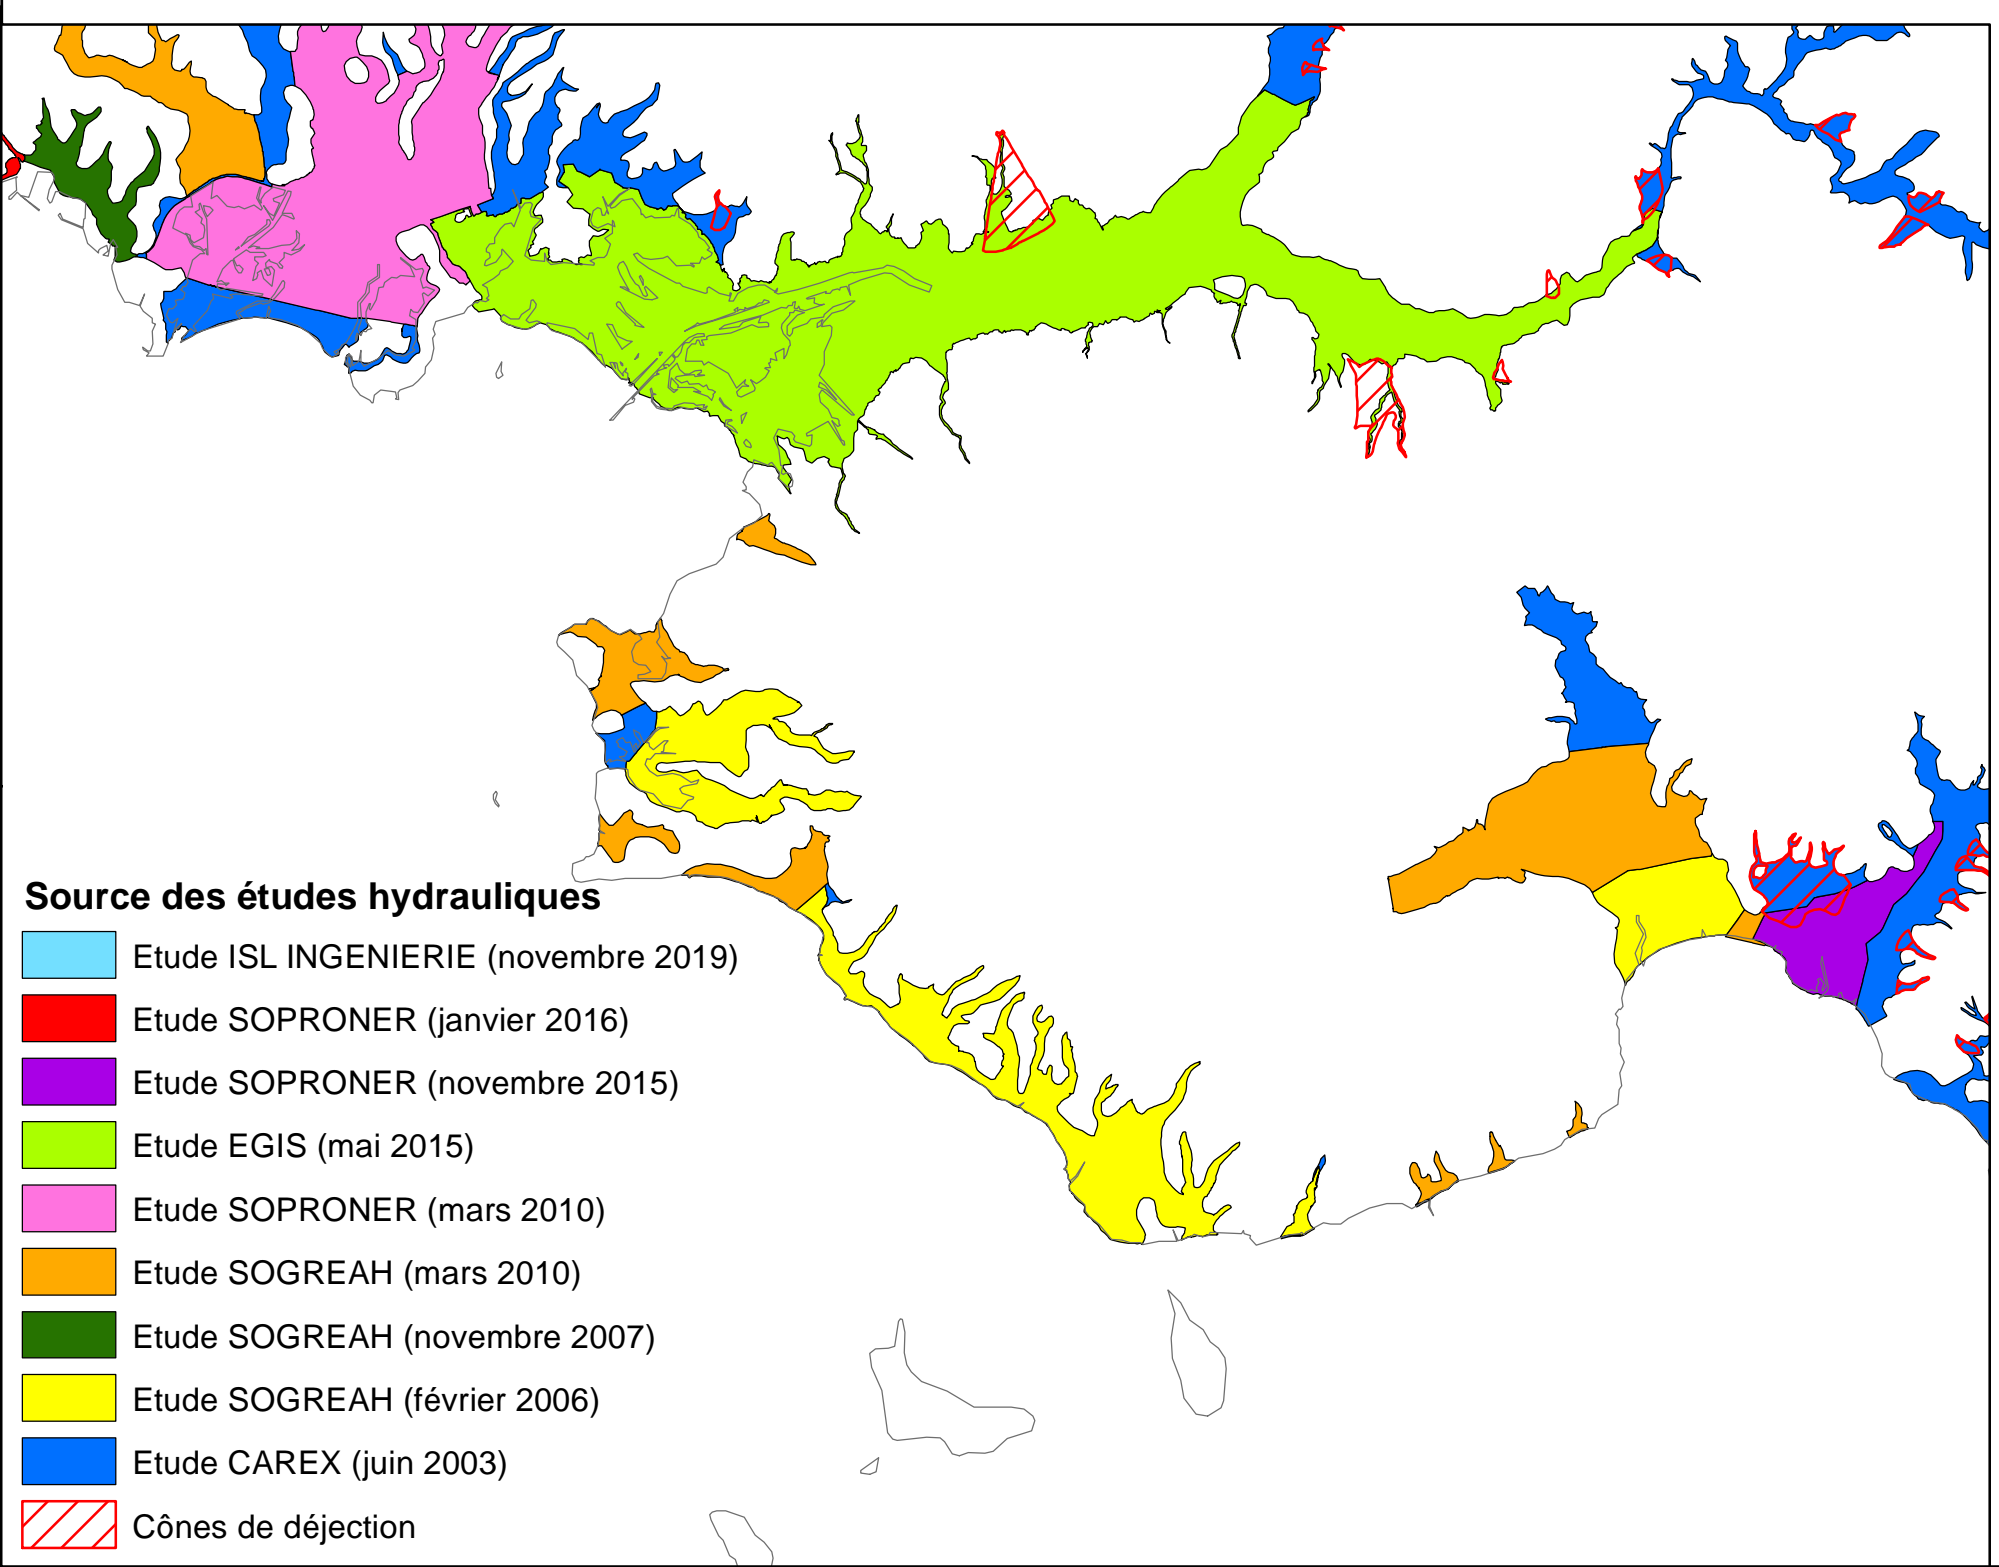 Source des études hydrauliques
Etude ISL INGENIERIE (novembre 2019)
Etude SOPRONER (janvier 2016)
Etude SOPRONER (novembre 2015)
Etude EGIS (mai 2015)
Etude SOPRONER (mars 2010)
Etude SOGREAH (mars 2010)
Etude SOGREAH (novembre 2007)
Etude SOGREAH (février 2006)
Etude CAREX (juin 2003)
Cônes de déjection